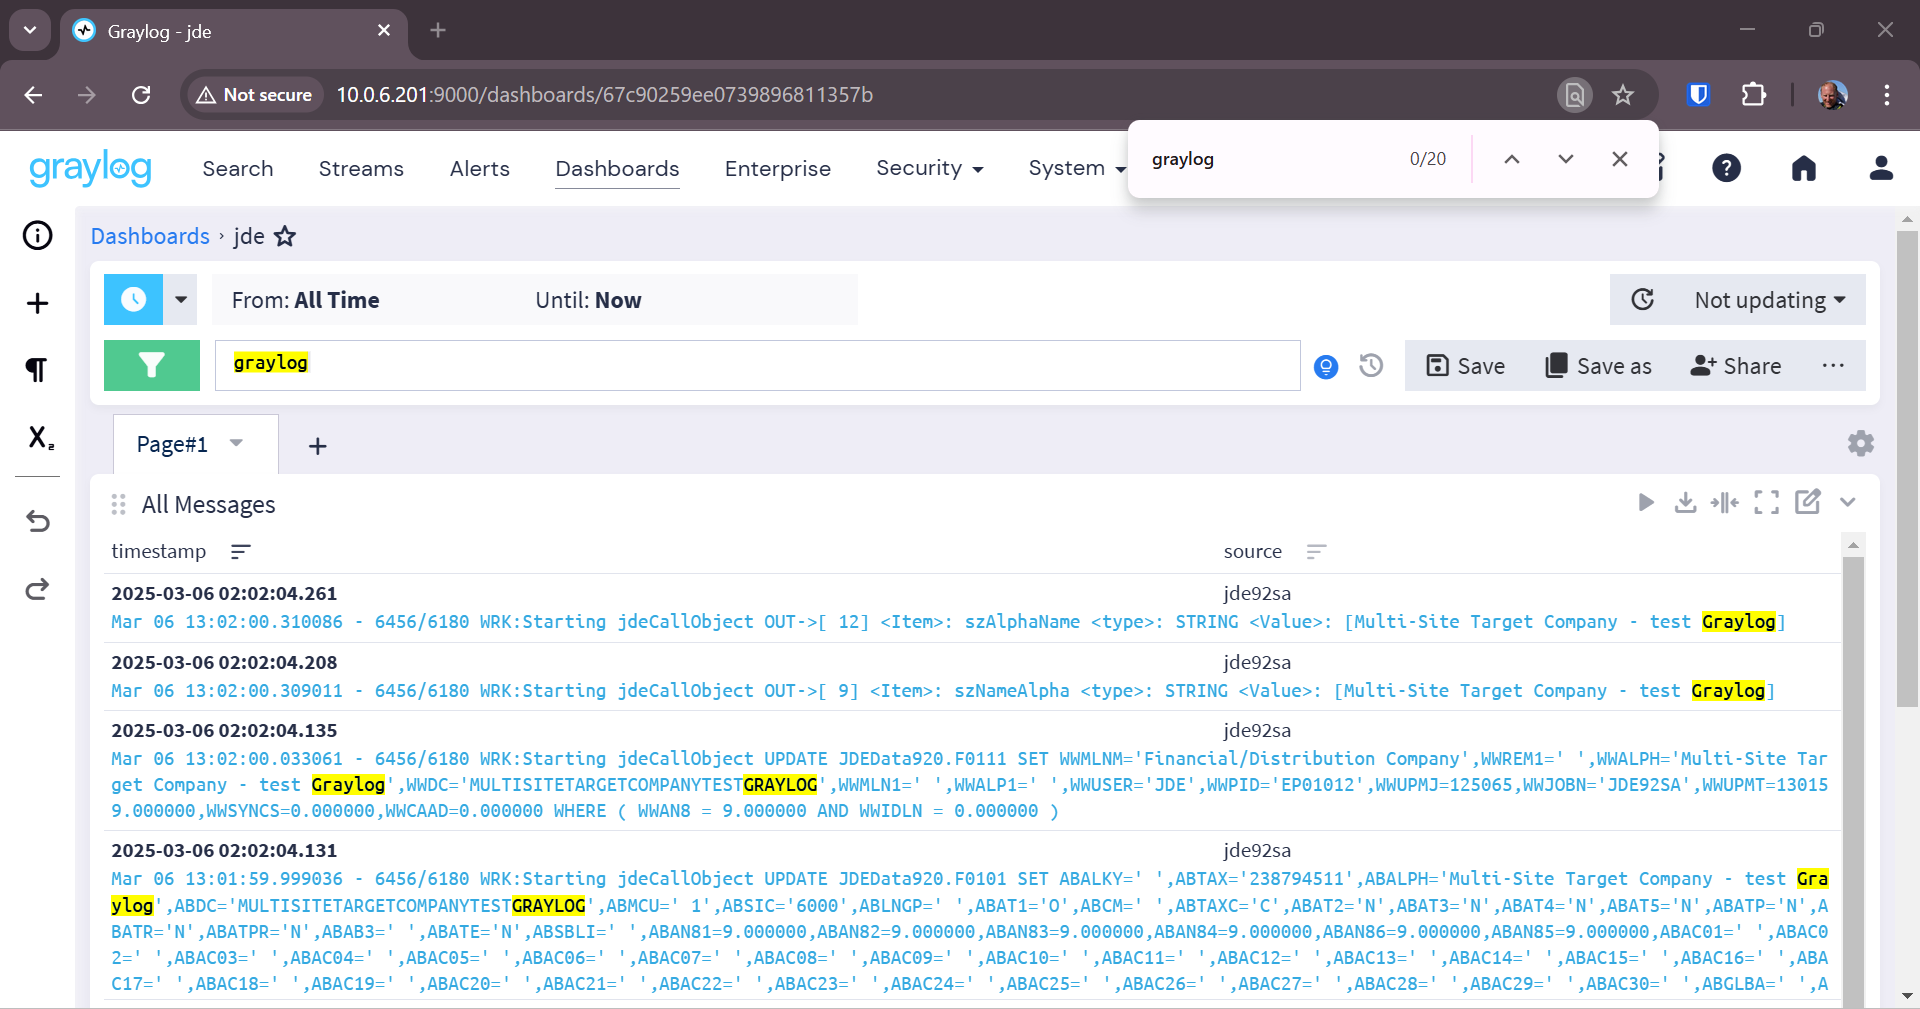 Graylog - jde
Not secure
10.0.6.201:9000/dashboards/67c90259ee0739896811357b
graylog
0/20
graylog
Search
Streams
Alerts
Dashboards
Enterprise
Security
System
Dashboards › jde
From: All Time
Until: Now
Not updating
graylog
Save
Save as
Share
Page#1
All Messages
timestamp
source
2025-03-06 02:02:04.261
jde92sa
Mar 06 13:02:00.310086 - 6456/6180 WRK:Starting jdeCallObject OUT->[ 12] <Item>: szAlphaName <type>: STRING <Value>: [Multi-Site Target Company - test Graylog]
2025-03-06 02:02:04.208
jde92sa
Mar 06 13:02:00.309011 - 6456/6180 WRK:Starting jdeCallObject OUT->[ 9] <Item>: szNameAlpha <type>: STRING <Value>: [Multi-Site Target Company - test Graylog]
2025-03-06 02:02:04.135
jde92sa
Mar 06 13:02:00.033061 - 6456/6180 WRK:Starting jdeCallObject UPDATE JDEData920.F0111 SET WWMLNM='Financial/Distribution Company',WWREM1=' ',WWALPH='Multi-Site Tar
get Company - test Graylog',WWDC='MULTISITETARGETCOMPANYTESTGRAYLOG',WWMLN1=' ',WWALP1=' ',WWUSER='JDE',WWPID='EP01012',WWUPMJ=125065,WWJOBN='JDE92SA',WWUPMT=13015
9.000000,WWSYNCS=0.000000,WWCAAD=0.000000 WHERE ( WWAN8 = 9.000000 AND WWIDLN = 0.000000 )
2025-03-06 02:02:04.131
jde92sa
Mar 06 13:01:59.999036 - 6456/6180 WRK:Starting jdeCallObject UPDATE JDEData920.F0101 SET ABALKY=' ',ABTAX='238794511',ABALPH='Multi-Site Target Company - test Gra
ylog',ABDC='MULTISITETARGETCOMPANYTESTGRAYLOG',ABMCU=' 1',ABSIC='6000',ABLNGP=' ',ABAT1='O',ABCM=' ',ABTAXC='C',ABAT2='N',ABAT3='N',ABAT4='N',ABAT5='N',ABATP='N',A
BATR='N',ABATPR='N',ABAB3=' ',ABATE='N',ABSBLI=' ',ABAN81=9.000000,ABAN82=9.000000,ABAN83=9.000000,ABAN84=9.000000,ABAN86=9.000000,ABAN85=9.000000,ABAC01=' ',ABAC0
2=' ',ABAC03=' ',ABAC04=' ',ABAC05=' ',ABAC06=' ',ABAC07=' ',ABAC08=' ',ABAC09=' ',ABAC10=' ',ABAC11=' ',ABAC12=' ',ABAC13=' ',ABAC14=' ',ABAC15=' ',ABAC16=' ',ABA
C17=' ',ABAC18=' ',ABAC19=' ',ABAC20=' ',ABAC21=' ',ABAC22=' ',ABAC23=' ',ABAC24=' ',ABAC25=' ',ABAC26=' ',ABAC27=' ',ABAC28=' ',ABAC29=' ',ABAC30=' ',ABGLBA=' ',A